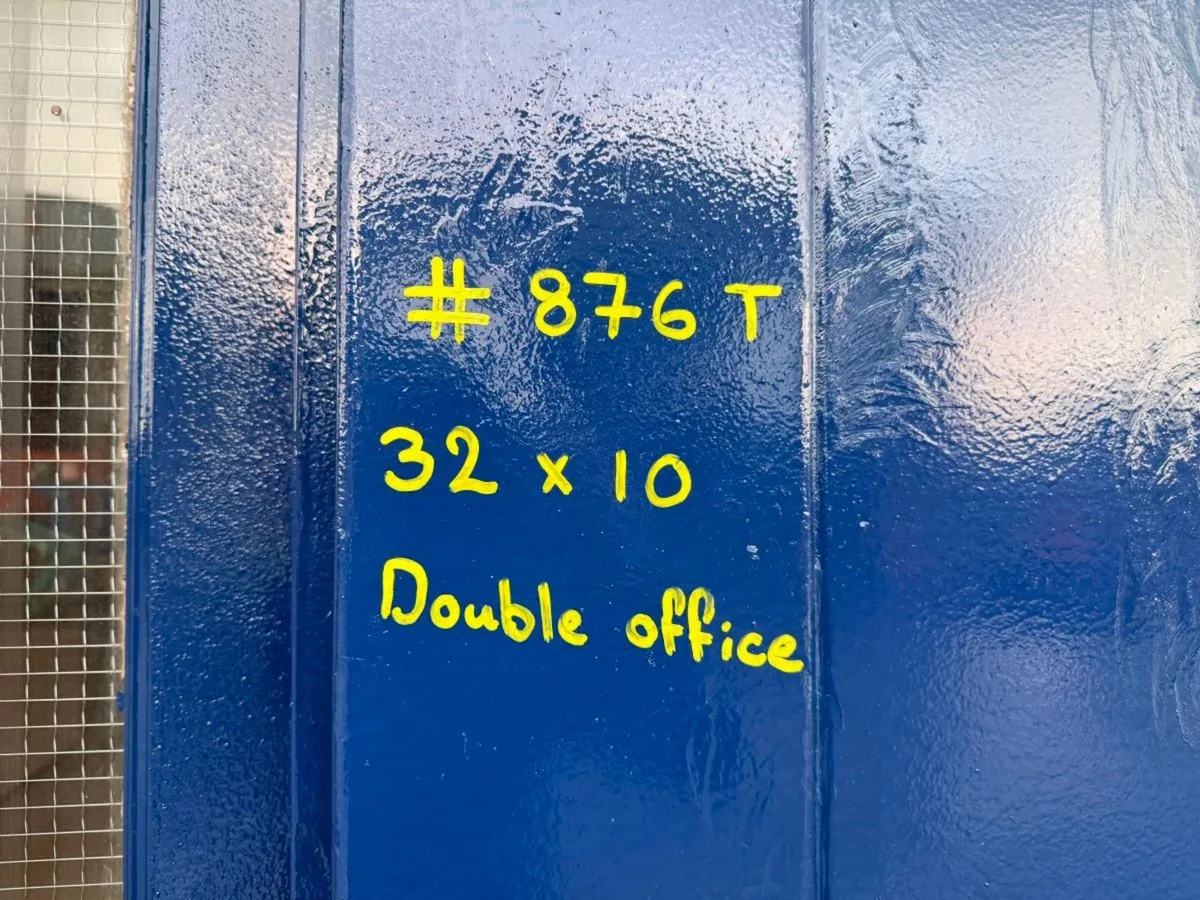 # 876 T
32 x 10
Double office